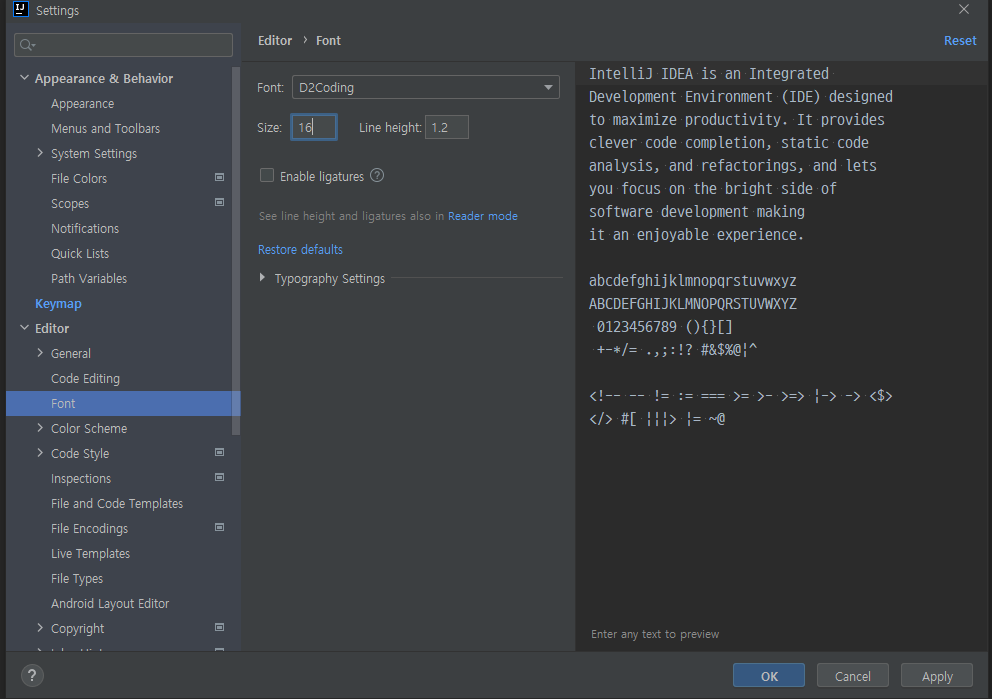 IJ
Settings
Editor › Font
Reset
Appearance & Behavior
Appearance
Menus and Toolbars
System Settings
File Colors
Scopes
Notifications
Quick Lists
Path Variables
Keymap
Editor
General
Code Editing
Font
Color Scheme
Code Style
Inspections
File and Code Templates
File Encodings
Live Templates
File Types
Android Layout Editor
Copyright
Font: D2Coding
Size: 16 Line height: 1.2
Enable ligatures ?
See line height and ligatures also in Reader mode
Restore defaults
Typography Settings
IntelliJ IDEA is an Integrated
Development Environment (IDE) designed
to maximize productivity. It provides
clever code completion, static code
analysis, and refactorings, and lets
you focus on the bright side of
software development making
it an enjoyable experience.
abcdefghijklmnopqrstuvwxyz
ABCDEFGHIJKLMNOPQRSTUVWXYZ
0123456789 (){}[]
+-*/= .,;:!? #&$%@¦^
<!-- -- != := === >= >- >=> ¦-> -> <$>
</> #[ ¦¦¦> ¦= ~@
Enter any text to preview
?
OK Cancel Apply